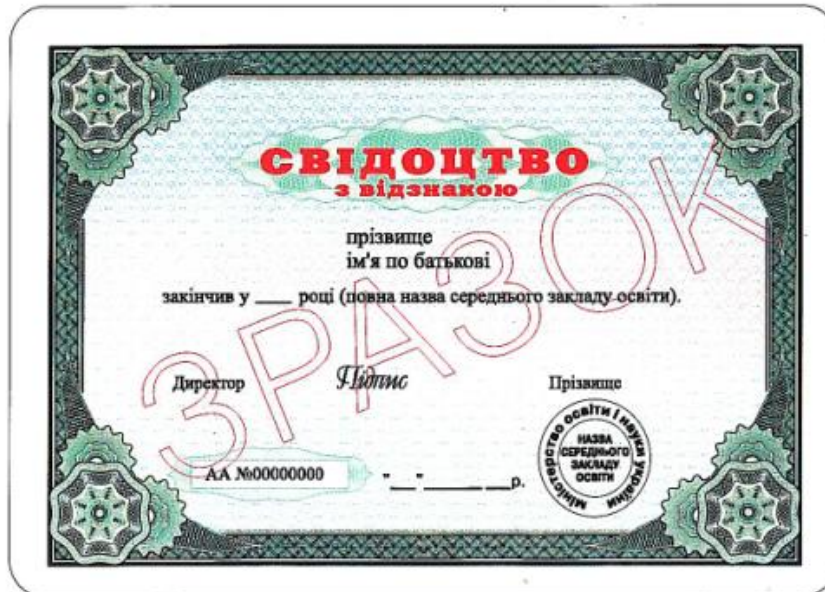 СВІДОЦТВО
з відзнакою
прізвище
ім'я по батькові
закінчив у ____ році (повна назва середнього закладу освіти).
ЗРАЗОК
Директор Підпис Прізвище
АА №00000000 "__"______ ___р.
міністерство освіти і науки україни
НАЗВА
СЕРЕДНЬОГО
ЗАКЛАДУ
ОСВІТИ